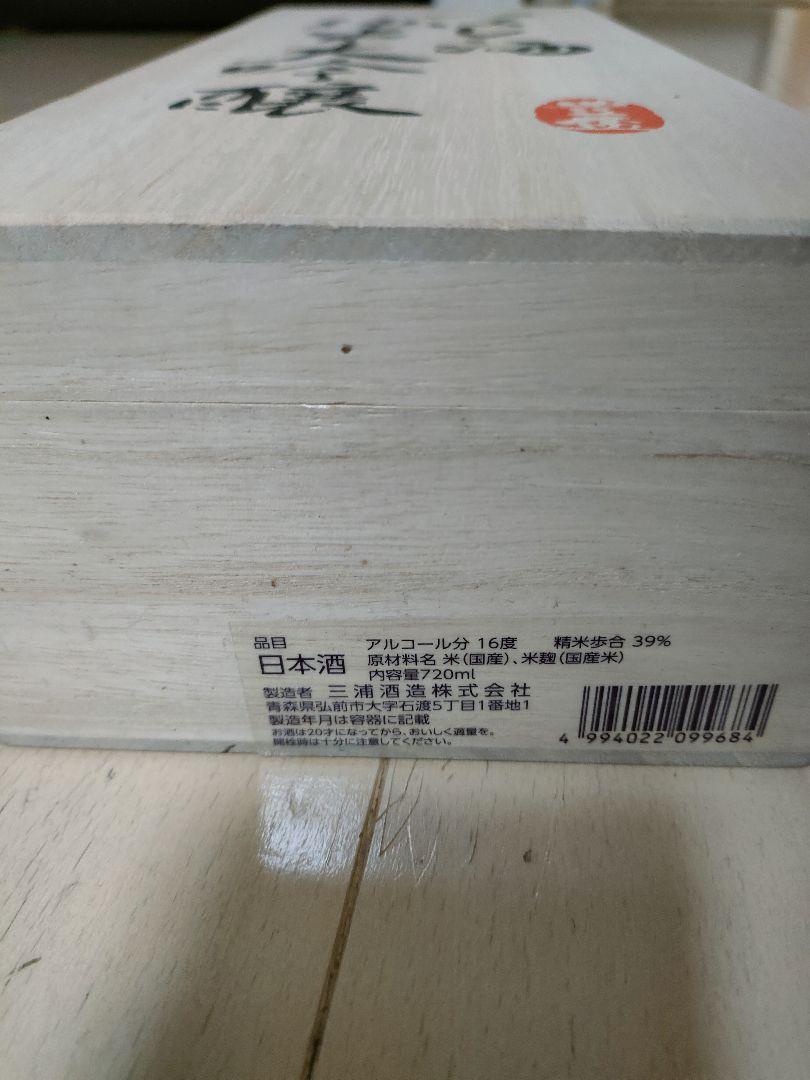 大吟醸
品目
日本酒
アルコール分 16度 精米歩合 39%
原材料名 米(国産)、米麹(国産米)
内容量720ml
製造者 三浦酒造株式会社
青森県弘前市大字石渡5丁目1番地1
製造年月は容器に記載
お酒は20才になってから、おいしく適量を。
開栓時は十分に注意してください。
4 994022 099684